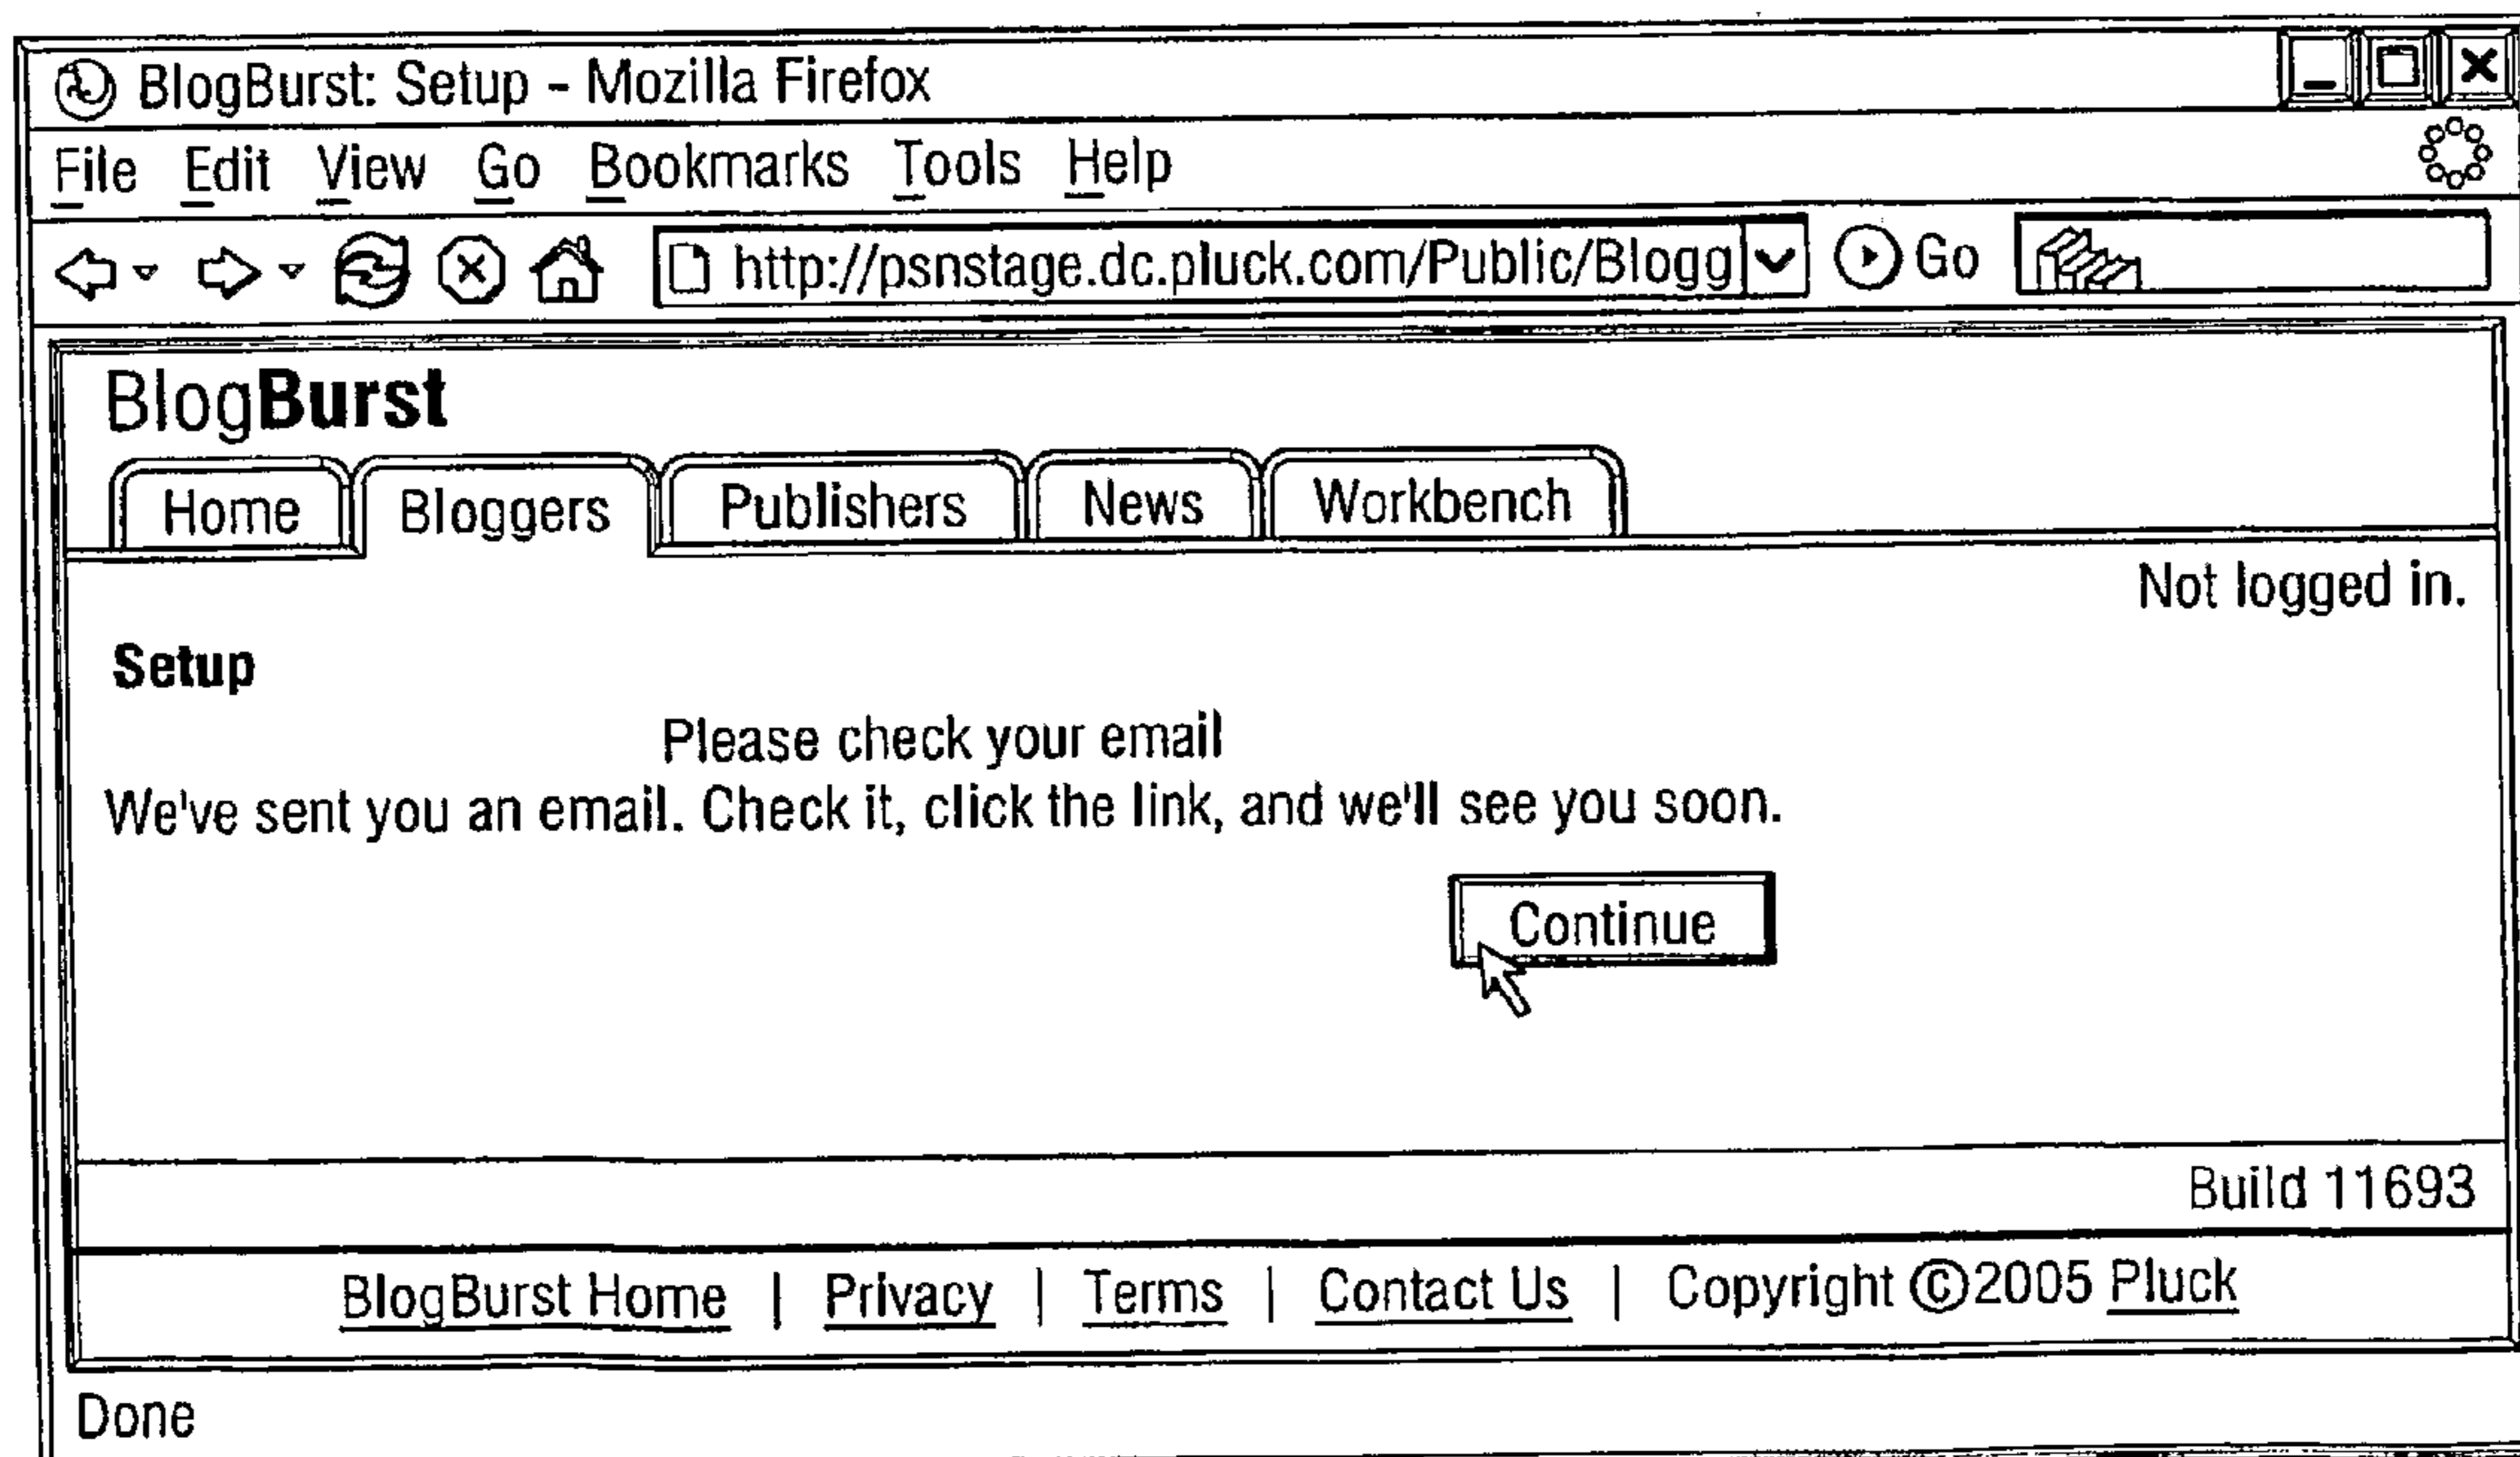 BlogBurst: Setup - Mozilla Firefox
File Edit View Go Bookmarks Tools Help
http://psnstage.dc.pluck.com/Public/Blogg Go
BlogBurst
Home Bloggers Publishers News Workbench
Not logged in.
Setup
Please check your email
We've sent you an email. Check it, click the link, and we'll see you soon.
Continue
Build 11693
BlogBurst Home | Privacy | Terms | Contact Us | Copyright ©2005 Pluck
Done